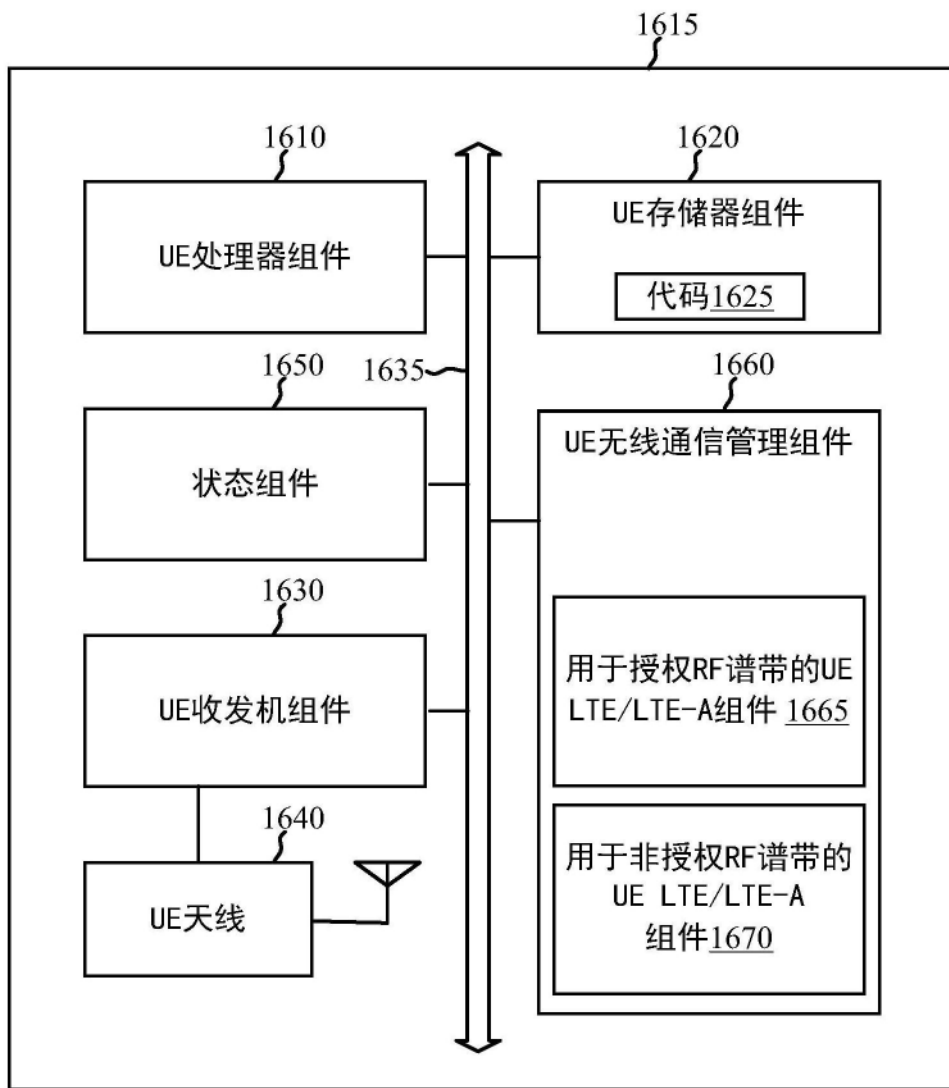 1615
1610
UE处理器组件
1620
UE存储器组件
代码1625
1650
状态组件
1635
1660
UE无线通信管理组件
1630
UE收发机组件
用于授权RF谱带的UE
LTE/LTE-A组件 1665
1640
UE天线
用于非授权RF谱带的
UE LTE/LTE-A
组件1670